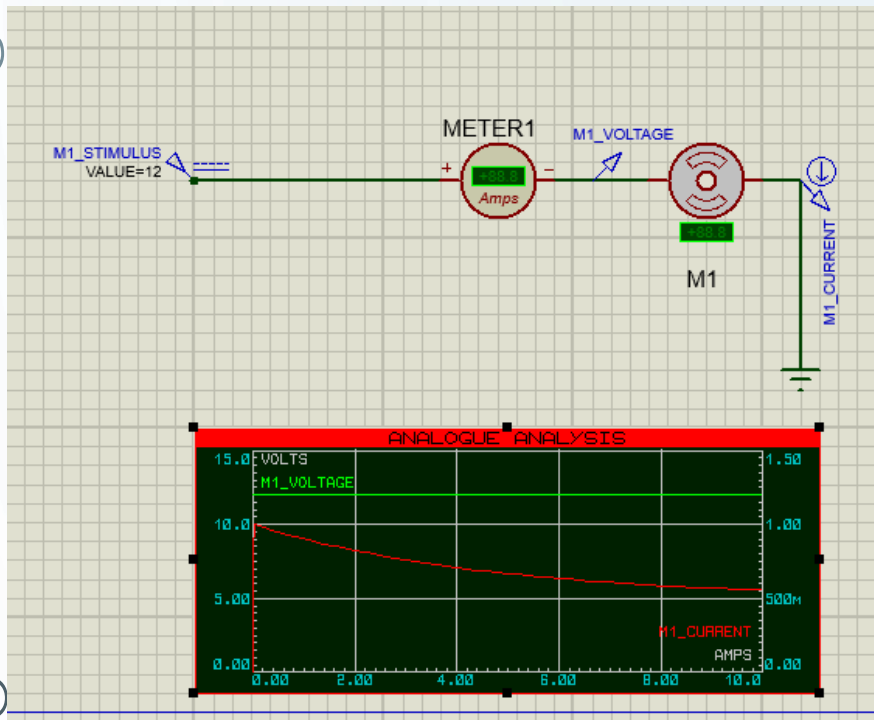 METER1
M1_VOLTAGE
M1_STIMULUS
VALUE=12
+
+88.8
−
Amps
+88.8
M1
M1_CURRENT
ANALOGUE ANALYSIS
15.0 VOLTS 1.50
M1_VOLTAGE
10.0 1.00
5.00 500m
M1_CURRENT
AMPS
0.00 0.00
0.00 2.00 4.00 6.00 8.00 10.0